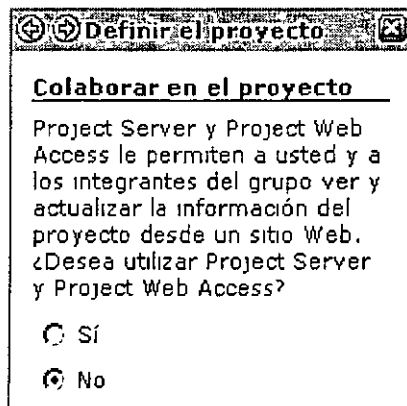 Definir el proyecto
Colaborar en el proyecto
Project Server y Project Web
Access le permiten a usted y a
los integrantes del grupo ver y
actualizar la información del
proyecto desde un sitio Web.
¿Desea utilizar Project Server
y Project Web Access?
Sí
No